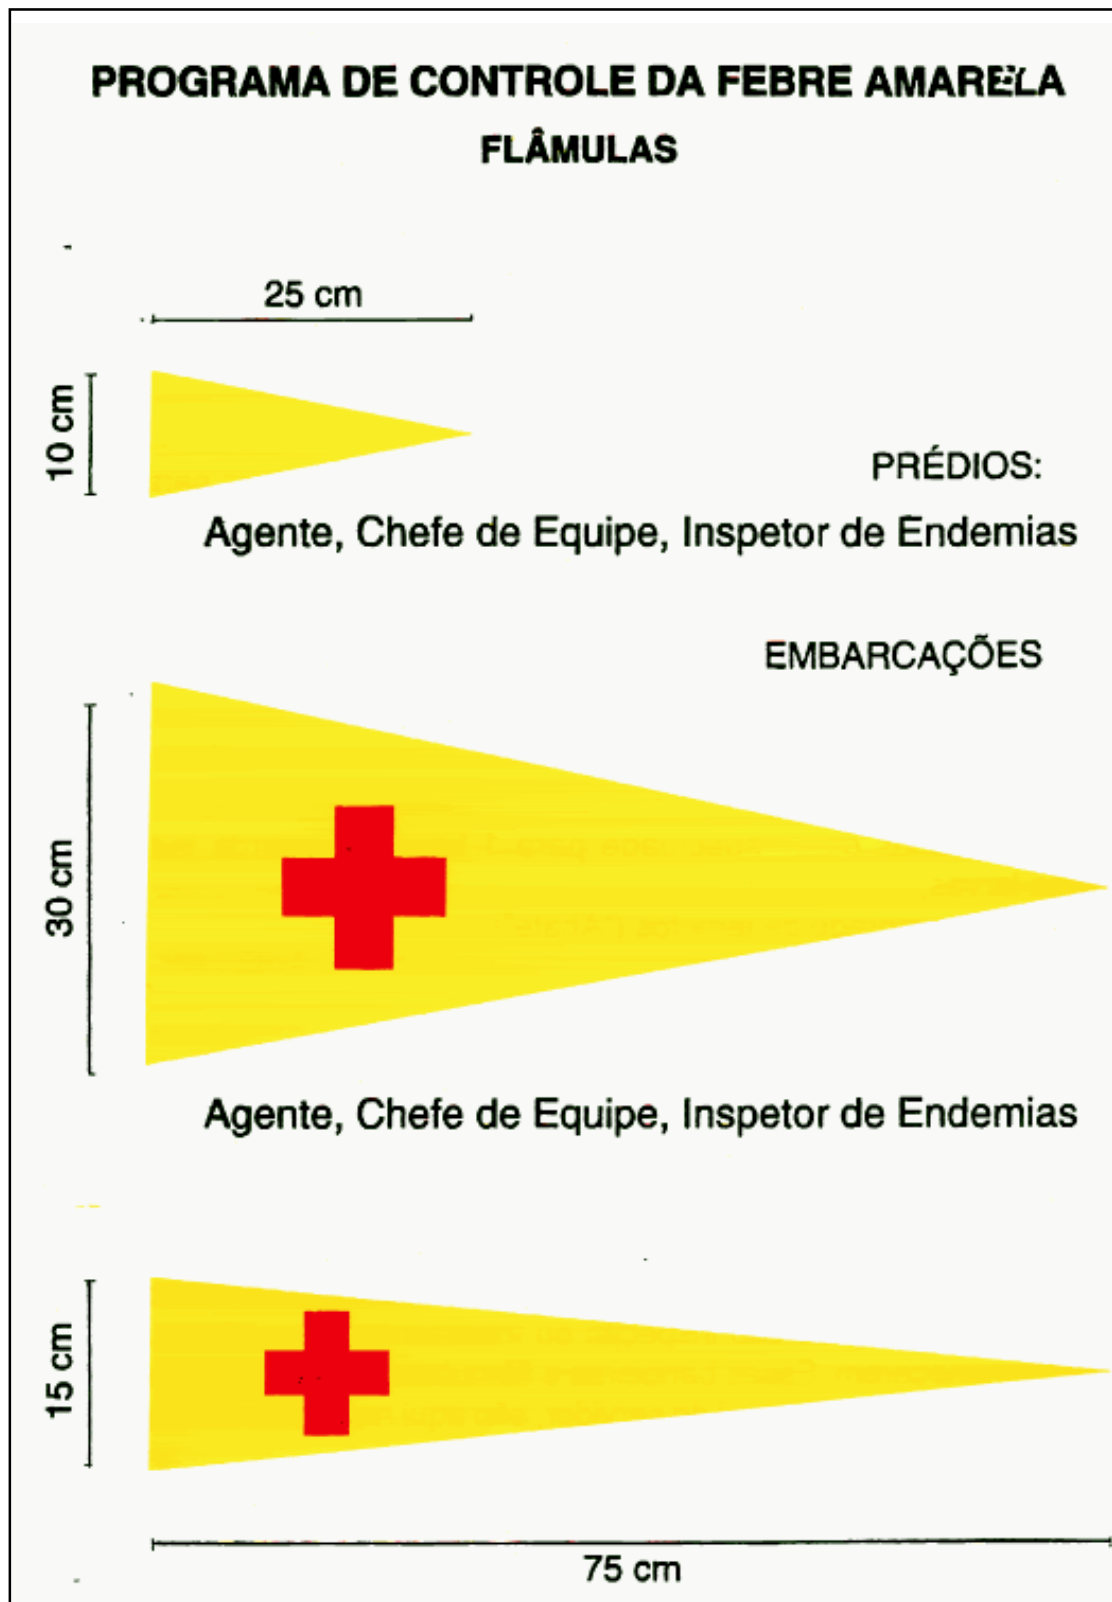 PROGRAMA DE CONTROLE DA FEBRE AMARELA
FLÂMULAS
25 cm
10 cm
PRÉDIOS:
Agente, Chefe de Equipe, Inspetor de Endemias
EMBARCAÇÕES
30 cm
Agente, Chefe de Equipe, Inspetor de Endemias
15 cm
75 cm